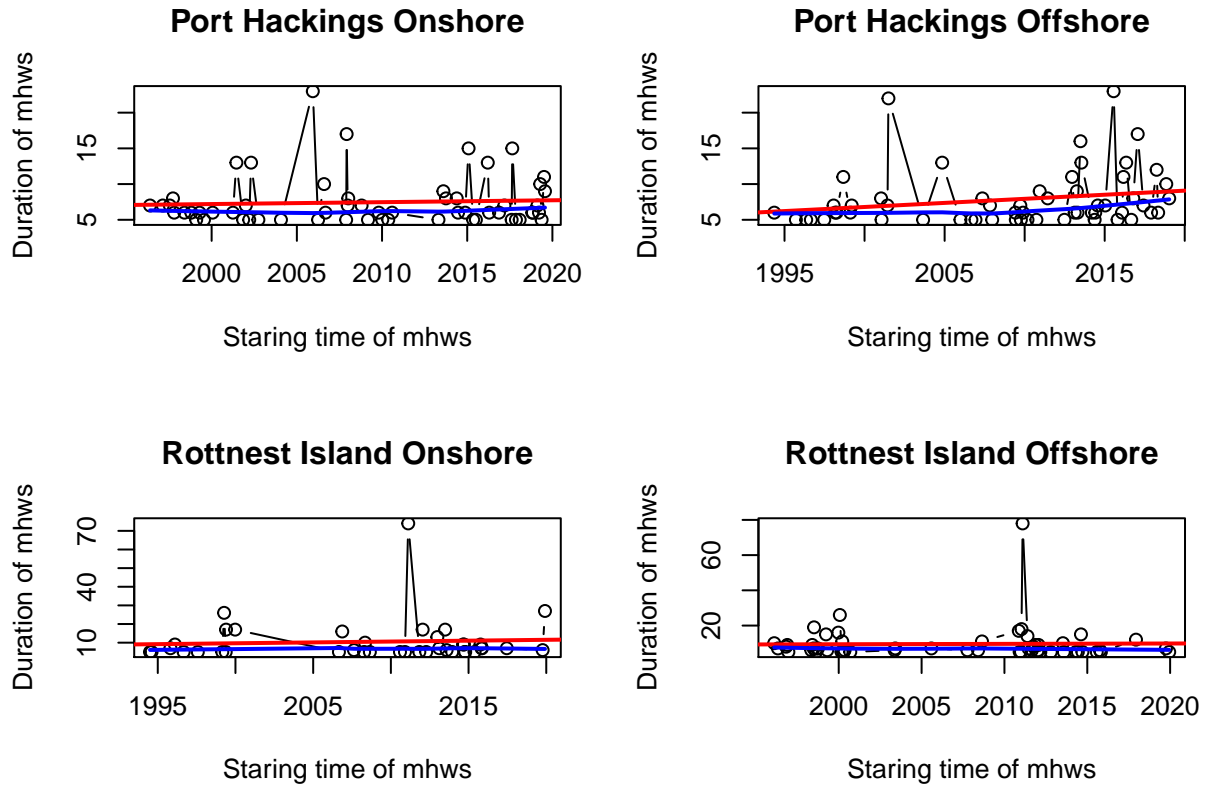 Port Hackings Onshore
Duration of mhws
5 15
2000 2005 2010 2015 2020
Staring time of mhws
Port Hackings Offshore
Duration of mhws
5 15
1995 2005 2015
Staring time of mhws
Rottnest Island Onshore
Duration of mhws
10 40 70
1995 2005 2015
Staring time of mhws
Rottnest Island Offshore
Duration of mhws
20 60
2000 2005 2010 2015 2020
Staring time of mhws